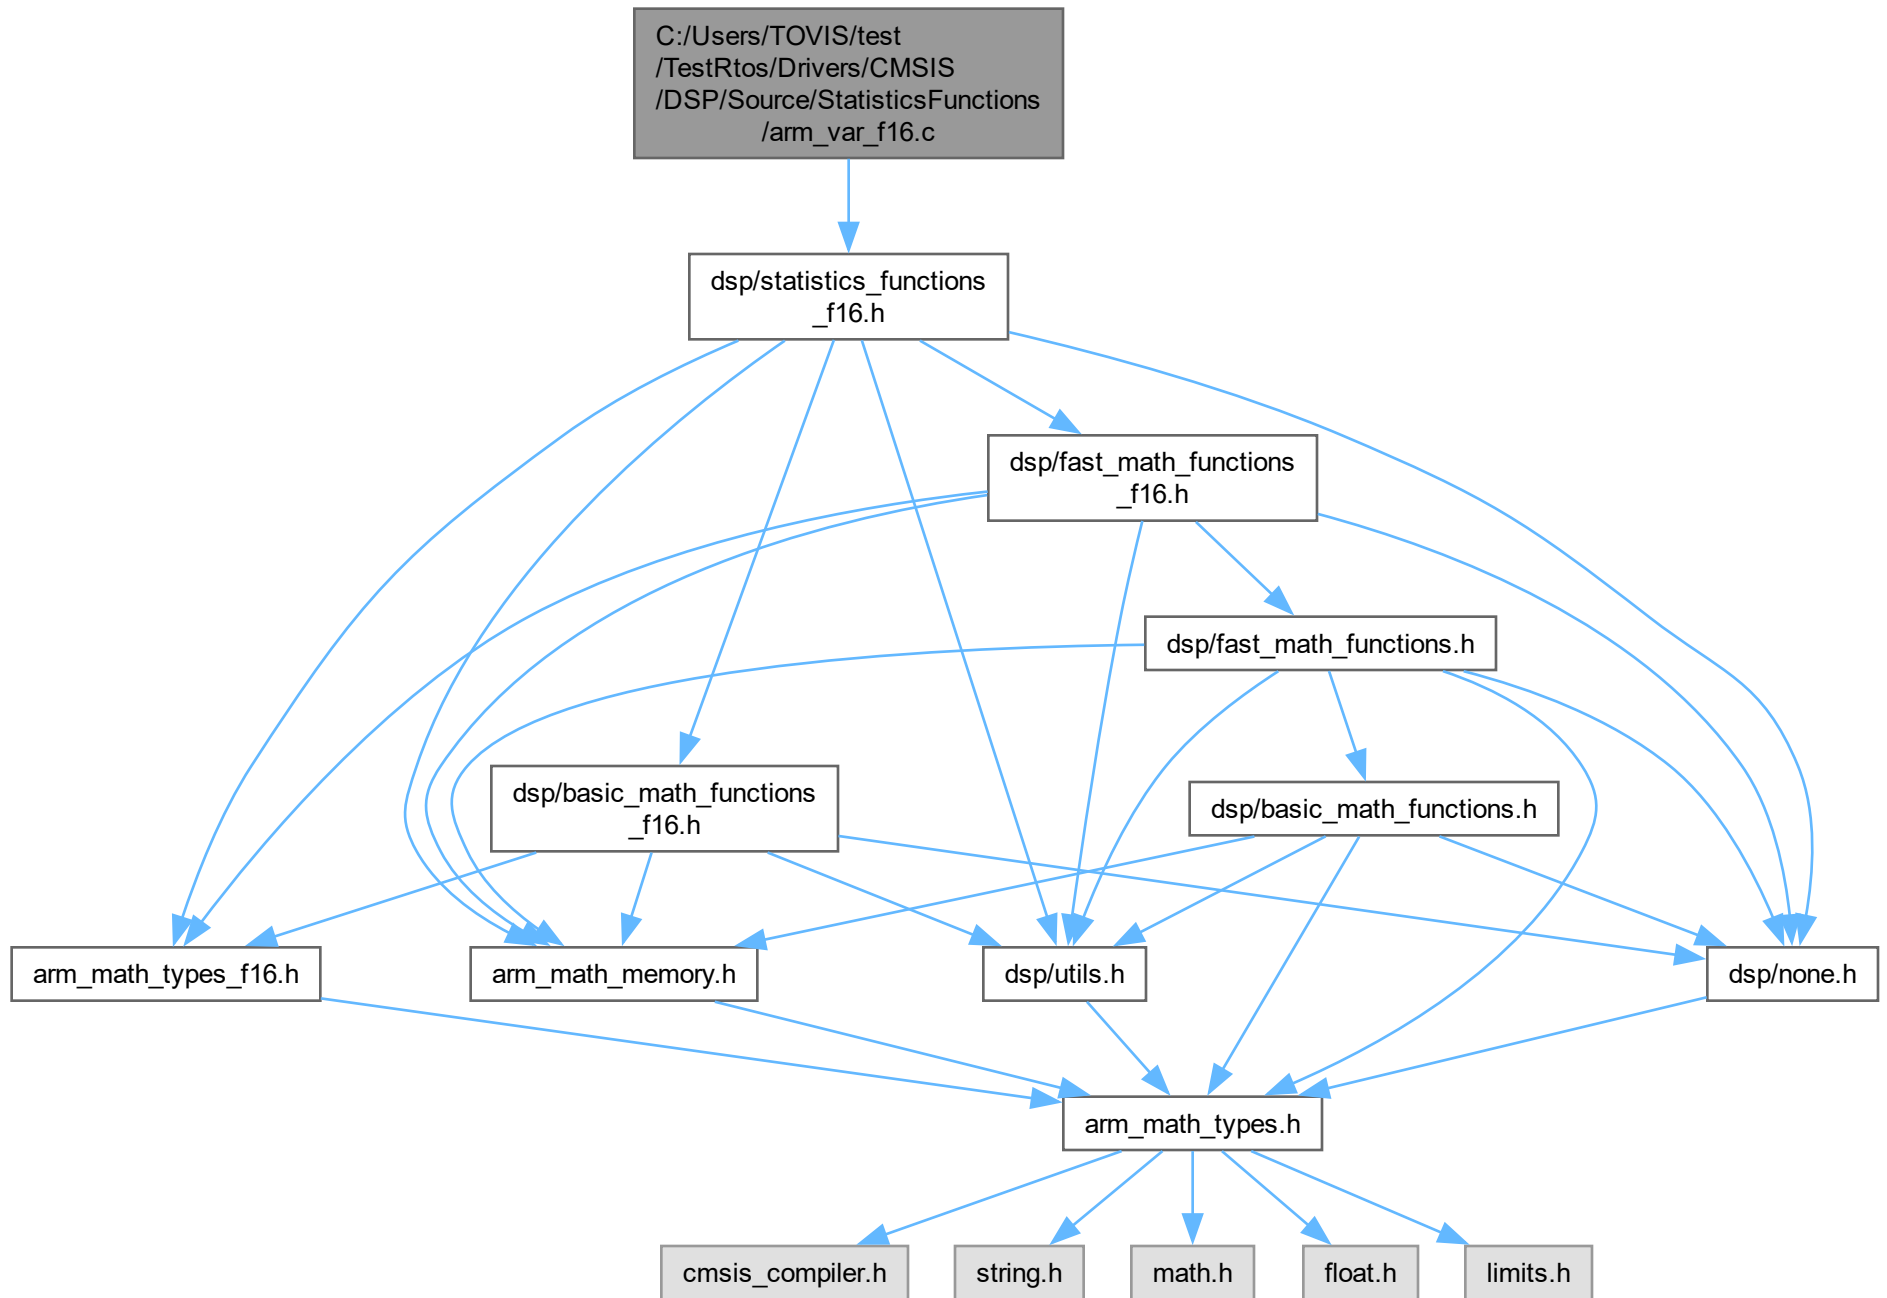 C:/Users/TOVIS/test
/TestRtos/Drivers/CMSIS
/DSP/Source/StatisticsFunctions
/arm_var_f16.c
dsp/statistics_functions
_f16.h
dsp/fast_math_functions
_f16.h
dsp/fast_math_functions.h
dsp/basic_math_functions
_f16.h
dsp/basic_math_functions.h
arm_math_types_f16.h
arm_math_memory.h
dsp/utils.h
dsp/none.h
arm_math_types.h
cmsis_compiler.h
string.h
math.h
float.h
limits.h